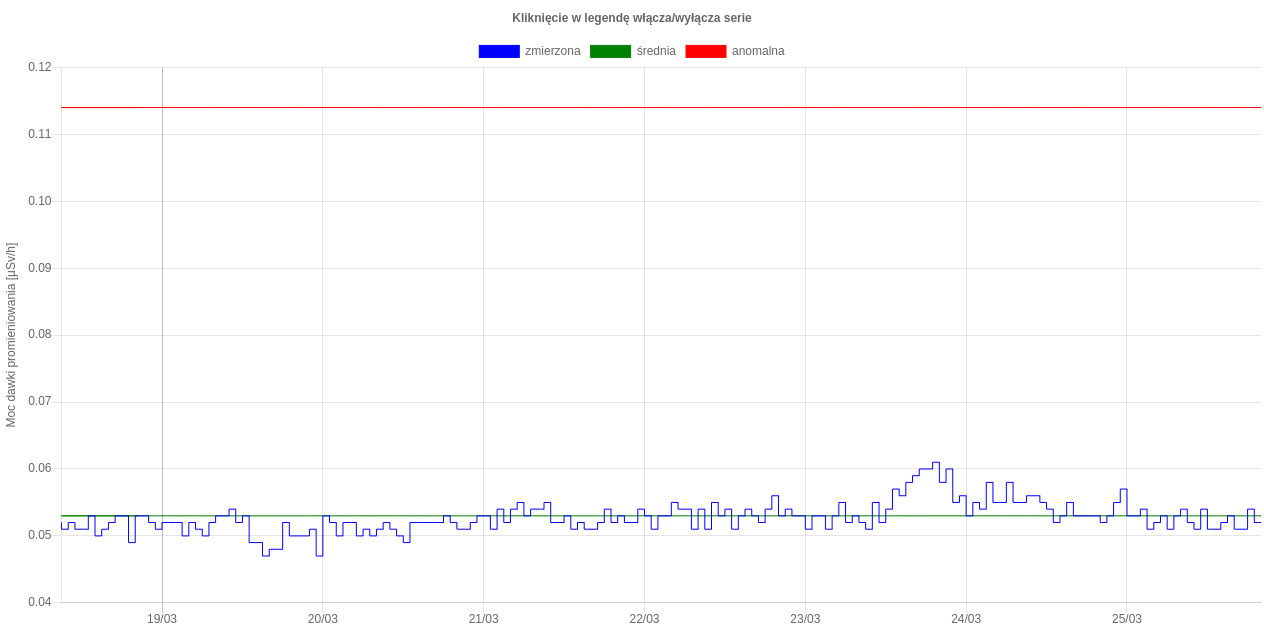 Kliknięcie w legendę włącza/wyłącza serie
zmierzona średnia anomalna
Moc dawki promieniowania [µSv/h]
0.12
0.11
0.10
0.09
0.08
0.07
0.06
0.05
0.04
19/03 20/03 21/03 22/03 23/03 24/03 25/03